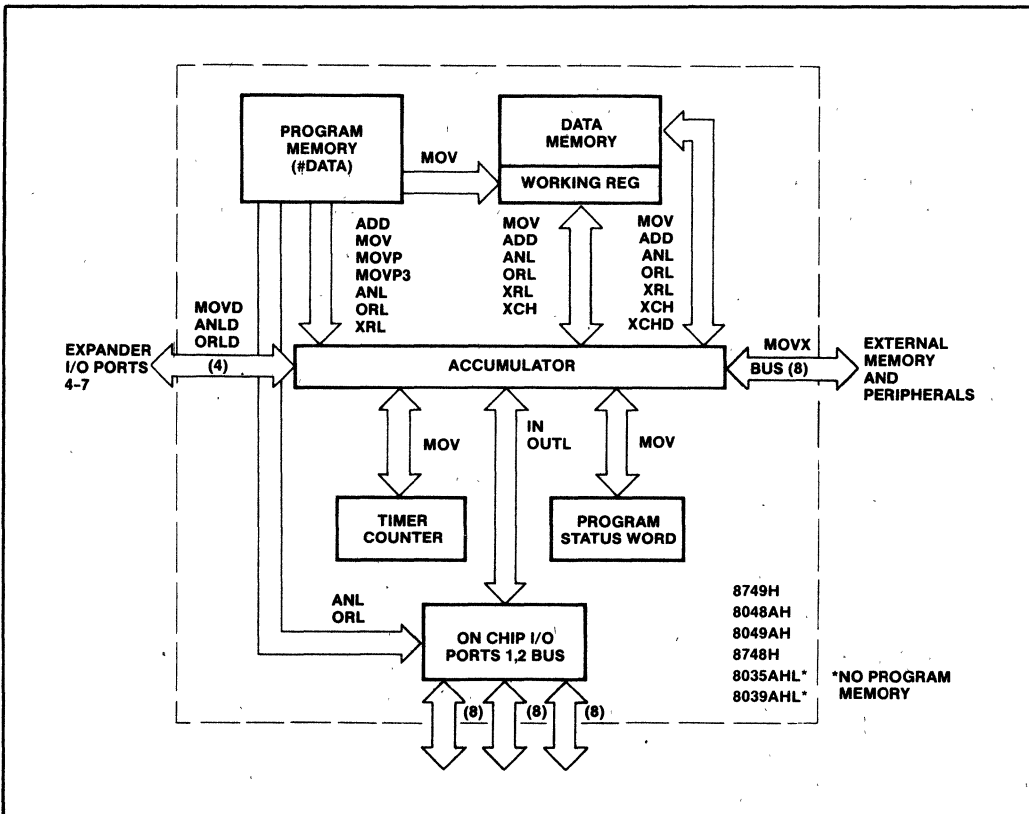 PROGRAM
MEMORY
(#DATA)
MOV
DATA
MEMORY
WORKING REG
ADD
MOV
MOVP
MOVP3
ANL
ORL
XRL
MOV
ADD
ANL
ORL
XRL
XCH
MOV
ADD
ANL
ORL
XRL
XCH
XCHD
MOVD
ANLD
ORLD
(4)
EXPANDER
I/O PORTS
4-7
ACCUMULATOR
MOVX
BUS (8)
EXTERNAL
MEMORY
AND
PERIPHERALS
MOV
IN
OUTL
MOV
TIMER
COUNTER
PROGRAM
STATUS WORD
ANL
ORL
ON CHIP I/O
PORTS 1,2 BUS
(8) (8) (8)
8749H
8048AH
8049AH
8748H
8035AHL*
8039AHL*
*NO PROGRAM
MEMORY